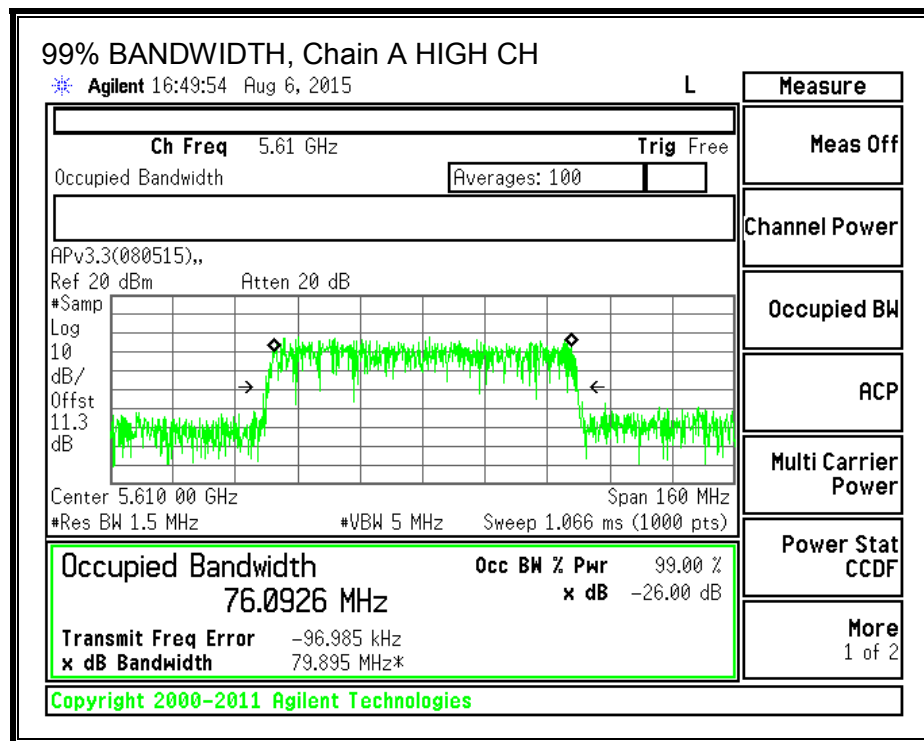 99% BANDWIDTH, Chain A HIGH CH
Agilent 16:49:54 Aug 6, 2015 L
Measure
Ch Freq 5.61 GHz Trig Free
Meas Off
Occupied Bandwidth Averages: 100
Channel Power
APv3.3(080515),,
Ref 20 dBm Atten 20 dB
#Samp
Log
10
dB/
Offst
11.3
dB
Occupied BW
ACP
Multi Carrier
Power
Center 5.610 00 GHz Span 160 MHz
#Res BW 1.5 MHz #VBW 5 MHz Sweep 1.066 ms (1000 pts)
Power Stat
CCDF
Occupied Bandwidth Occ BW % Pwr 99.00 %
76.0926 MHz x dB -26.00 dB
Transmit Freq Error -96.985 kHz
x dB Bandwidth 79.895 MHz*
More
1 of 2
Copyright 2000-2011 Agilent Technologies